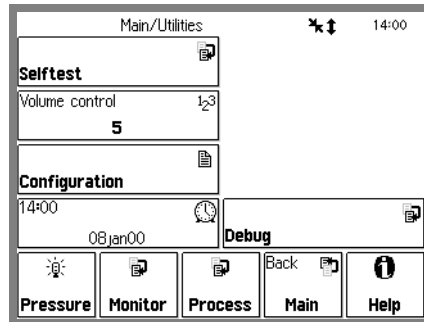 Main/Utilities 14:00
Selftest
Volume control 123
5
Configuration
14:00
08jan00
Debug
Back
Pressure Monitor Process Main Help